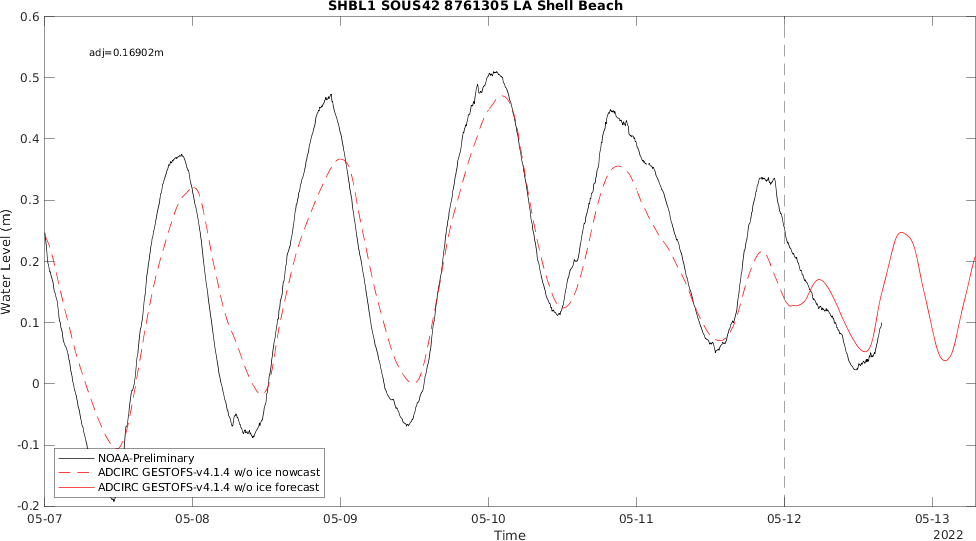 SHBL1 SOUS42 8761305 LA Shell Beach
adj=0.16902m
Water Level (m)
0.6
0.5
0.4
0.3
0.2
0.1
0
-0.1
-0.2
NOAA-Preliminary
ADCIRC GESTOFS-v4.1.4 w/o ice nowcast
ADCIRC GESTOFS-v4.1.4 w/o ice forecast
05-07 05-08 05-09 05-10 05-11 05-12 05-13
Time
2022